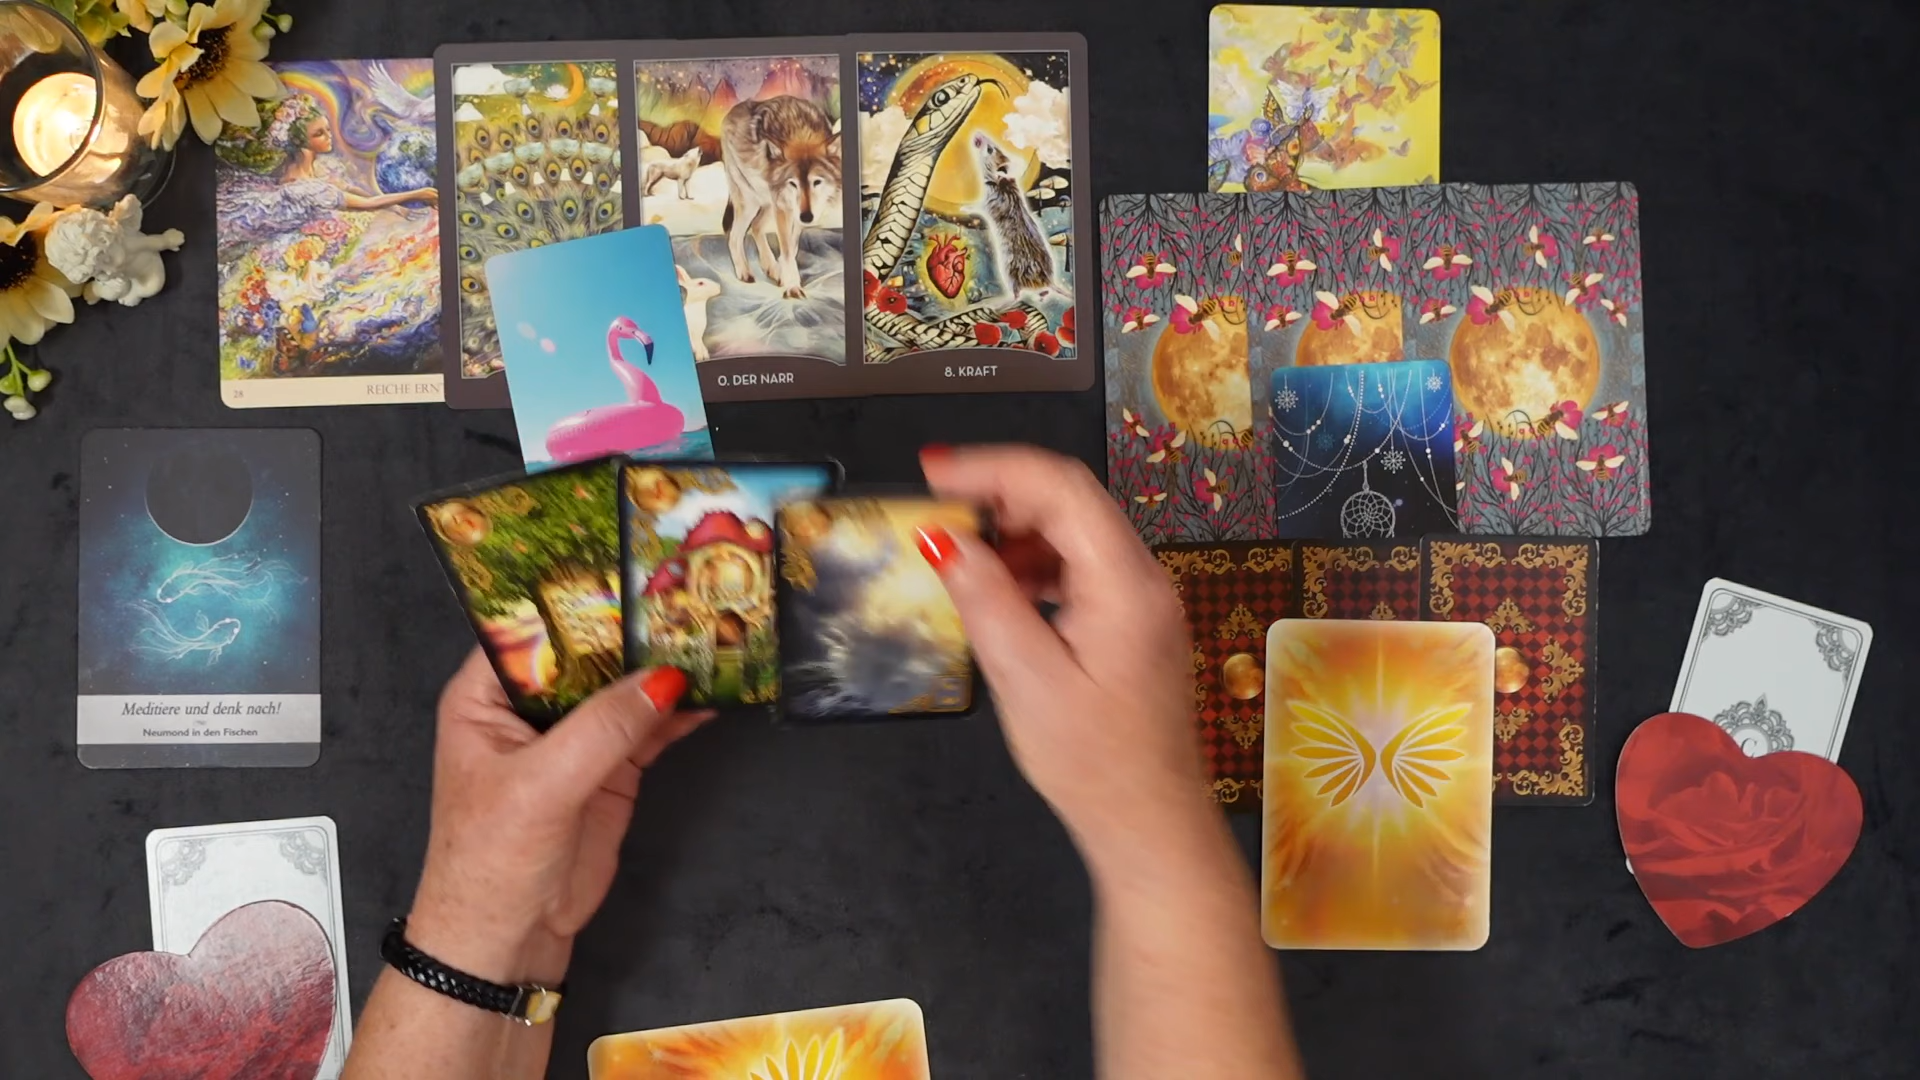 28
REICHE ERN
0. DER NARR
8. KRAFT
Meditiere und denk nach!
Neumond in den Fischen
C